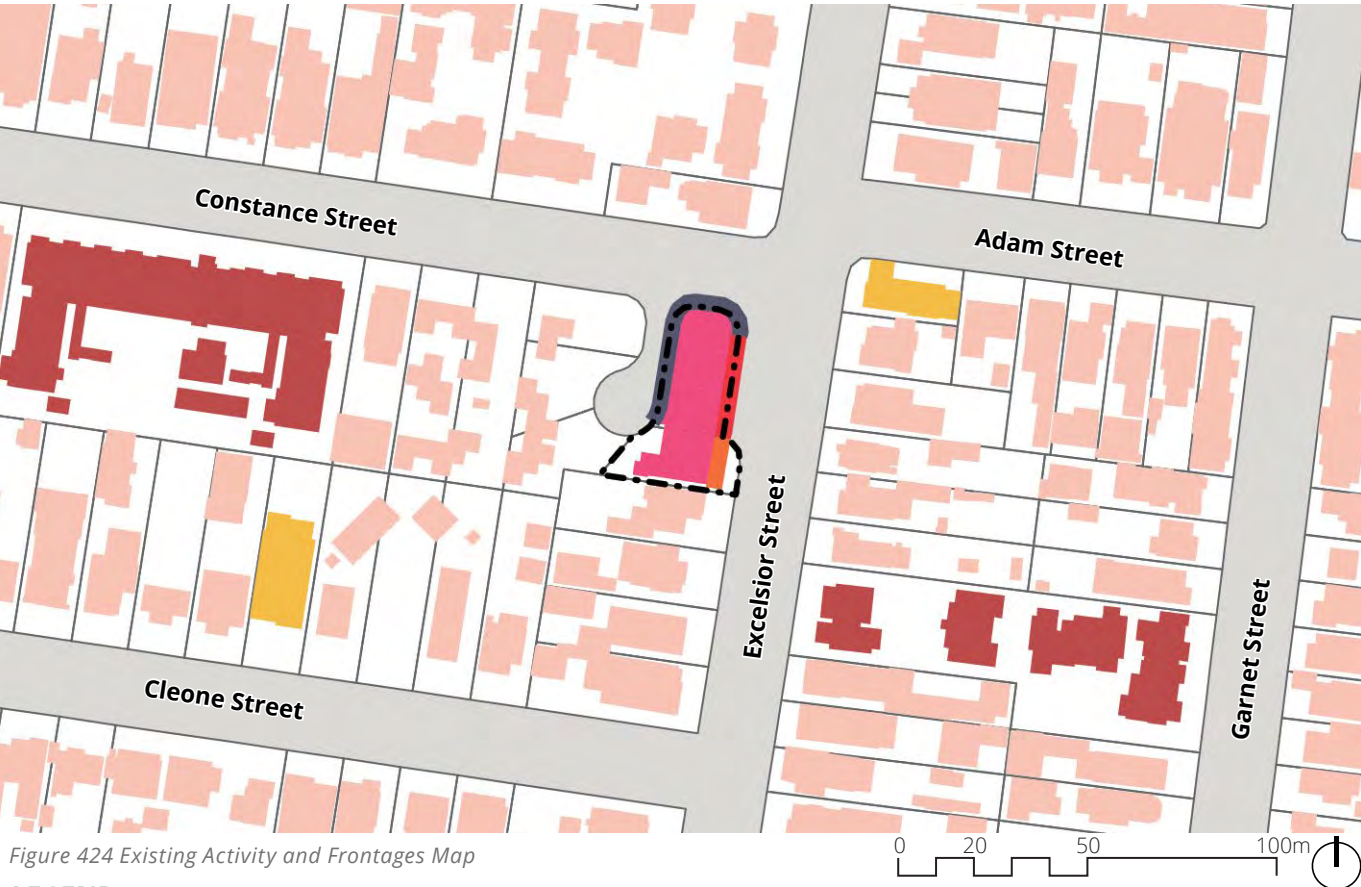 Constance Street
Adam Street
Excelsior Street
Garnet Street
Cleone Street
Figure 424 Existing Activity and Frontages Map
0 20 50 100m